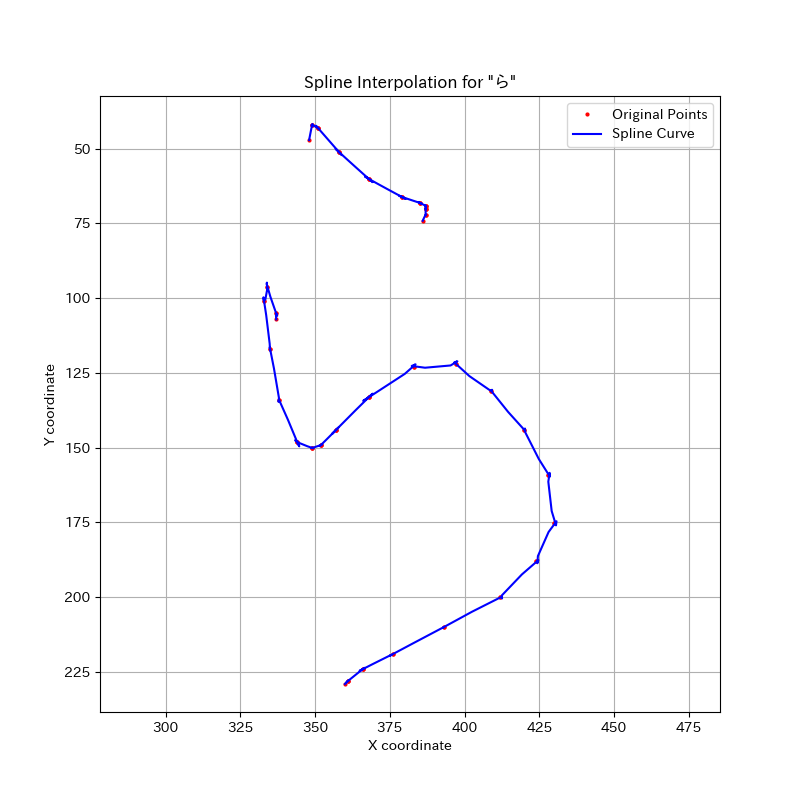 Spline Interpolation for "ら"
Original Points
Spline Curve
50
75
100
125
150
175
200
225
Y coordinate
300 325 350 375 400 425 450 475
X coordinate
ら